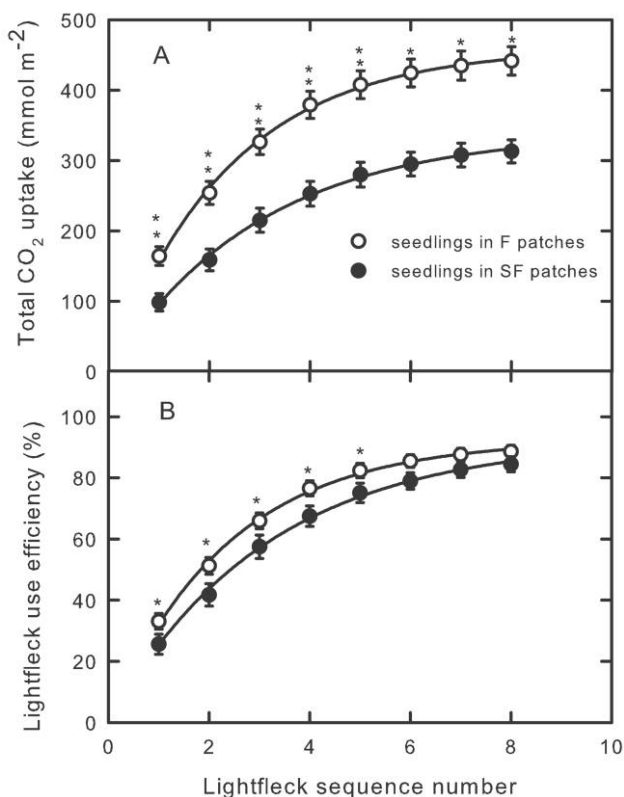 500
A
* * * * * * * *
* * * * *
400
300
200
100
0
Total CO2 uptake (mmol m-2)
seedlings in F patches
seedlings in SF patches
B
100
80
60
40
20
0
* * * * *
Lightfleck use efficiency (%)
0 2 4 6 8 10
Lightfleck sequence number